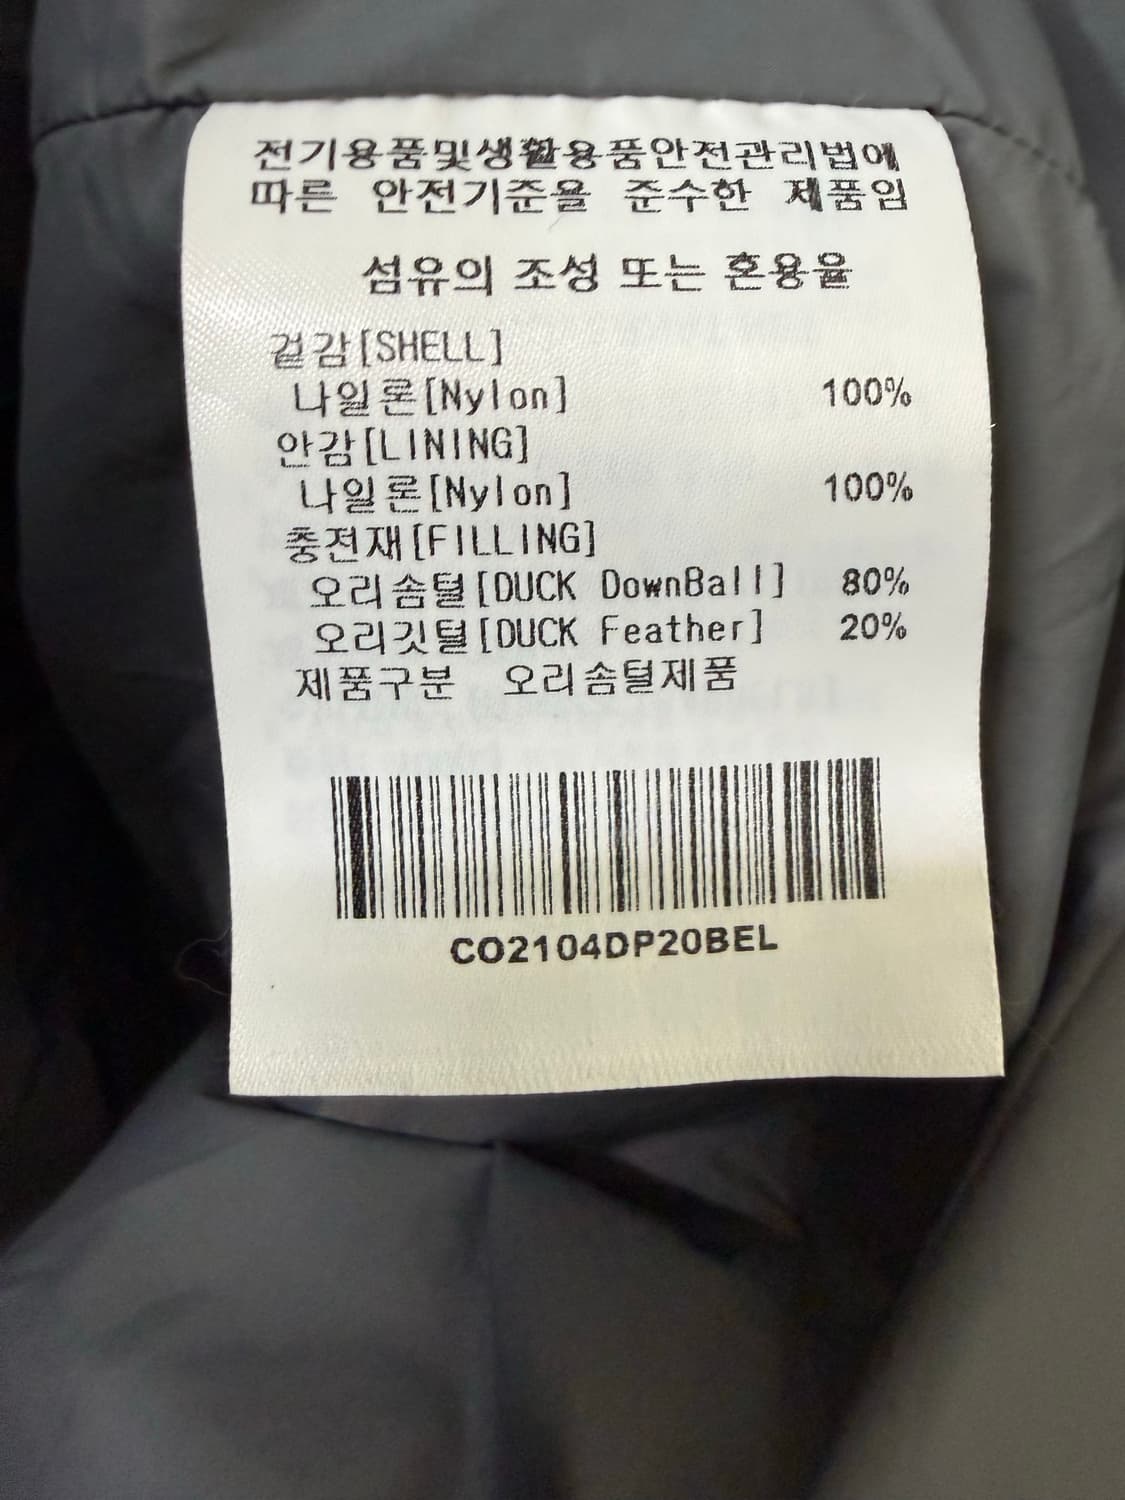 전기용품및생활용품안전관리법에
따른 안전기준을 준수한 제품임
섬유의 조성 또는 혼용율
겉감[SHELL]
나일론[Nylon] 100%
안감[LINING]
나일론[Nylon] 100%
충전재[FILLING]
오리솜털[DUCK DownBall] 80%
오리깃털[DUCK Feather] 20%
제품구분 오리솜털제품
CO2104DP20BEL